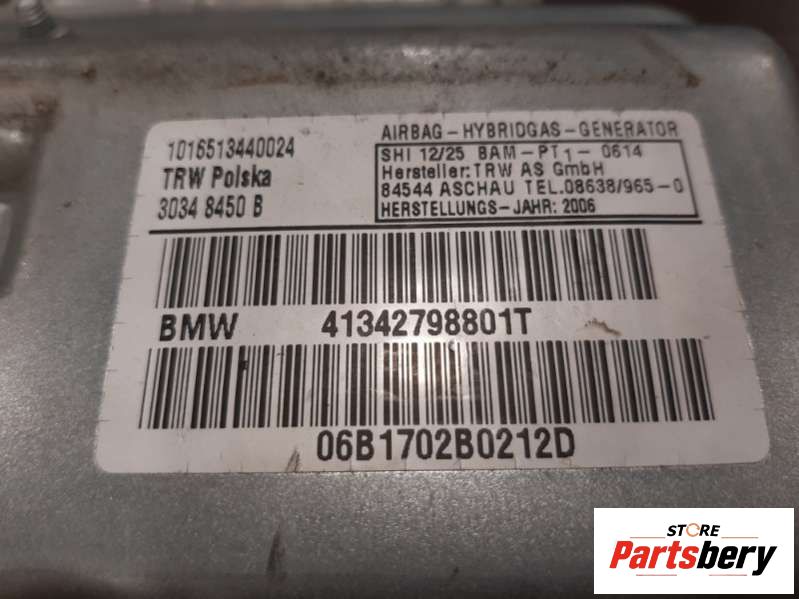 1016513440024
TRW Polska
3034 8450 B
AIRBAG-HYBRIDGAS-GENERATOR
SHI 12/25 BAM-PT1-0614
Hersteller:TRW AS GmbH
84544 ASCHAU TEL.08638/965-0
HERSTELLUNGS-JAHR: 2006
BMW 41342798801T
06B1702B0212D
STORE
Partsbery